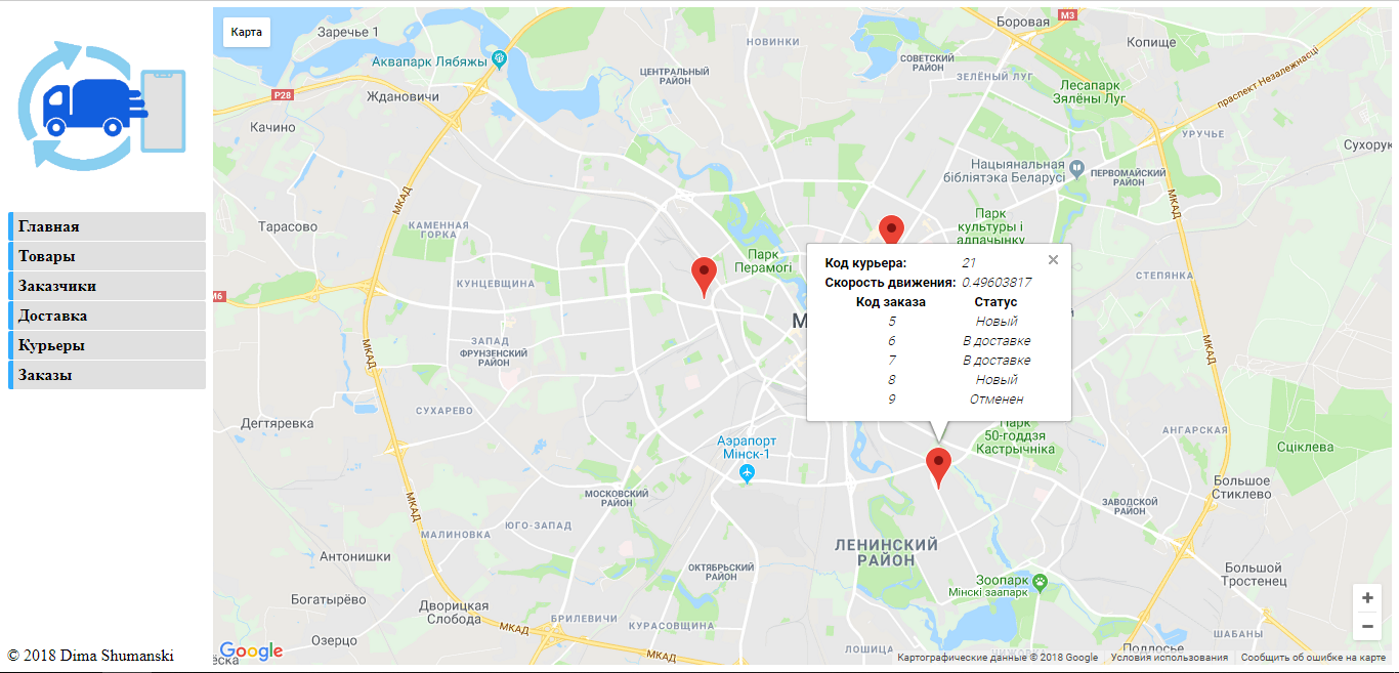 Главная
Товары
Заказчики
Доставка
Курьеры
Заказы
© 2018 Dima Shumanski
Карта
Заречье 1
Аквапарк Лябяжы
P28
Ждановичи
Качино
НОВИНКИ
ЦЕНТРАЛЬНЫЙ
РАЙОН
Боровая
M3
Копище
СОВЕТСКИЙ
РАЙОН
ЗЕЛЁНЫЙ ЛУГ
Лесапарк
Зялёны Луг
проспект Незалежнасці
УРУЧЬЕ
Нацыянальная
бібліятэка Беларусі
ПЕРВОМАЙСКИЙ
РАЙОН
МКАД
МКАД
Тарасово
КАМЕННАЯ
ГОРКА
Парк
Перамогі
Парк
культуры і
адпачынку
СТЕПЯНКА
M6
КУНЦЕВЩИНА
Код курьера: 21
Скорость движения: 0.49603817
Код заказа Статус
5 Новый
6 В доставке
7 В доставке
8 Новый
9 Отменен
МКАД
МКАД
ЗАПАД
ФРУНЗЕНСКИЙ
РАЙОН
СУХАРЕВО
Дегтяревка
Аэрапорт
Мінск-1
Парк
50-годдзя
Кастрычніка
АНГАРСКАЯ
Сціклева
Большое
Стиклево
МОСКОВСКИЙ
РАЙОН
ЗАВОДСКОЙ
РАЙОН
МКАД
МАЛИНОВКА
ЮГО-ЗАПАД
Антонишки
ЛЕНИНСКИЙ
РАЙОН
ОКТЯБРЬСКИЙ
РАЙОН
Зоопарк
Мінскі заапарк
Большой
Тростенец
Богатырёво
Дворицкая
Слобода
БРИЛЕВИЧИ
КУРАСОВЩИНА
МКАД
МКАД
Озерцо
ШАБАНЫ
ЛОШИЦА
Google
Картографические данные © 2018 Google
Условия использования
Сообщить об ошибке на карте